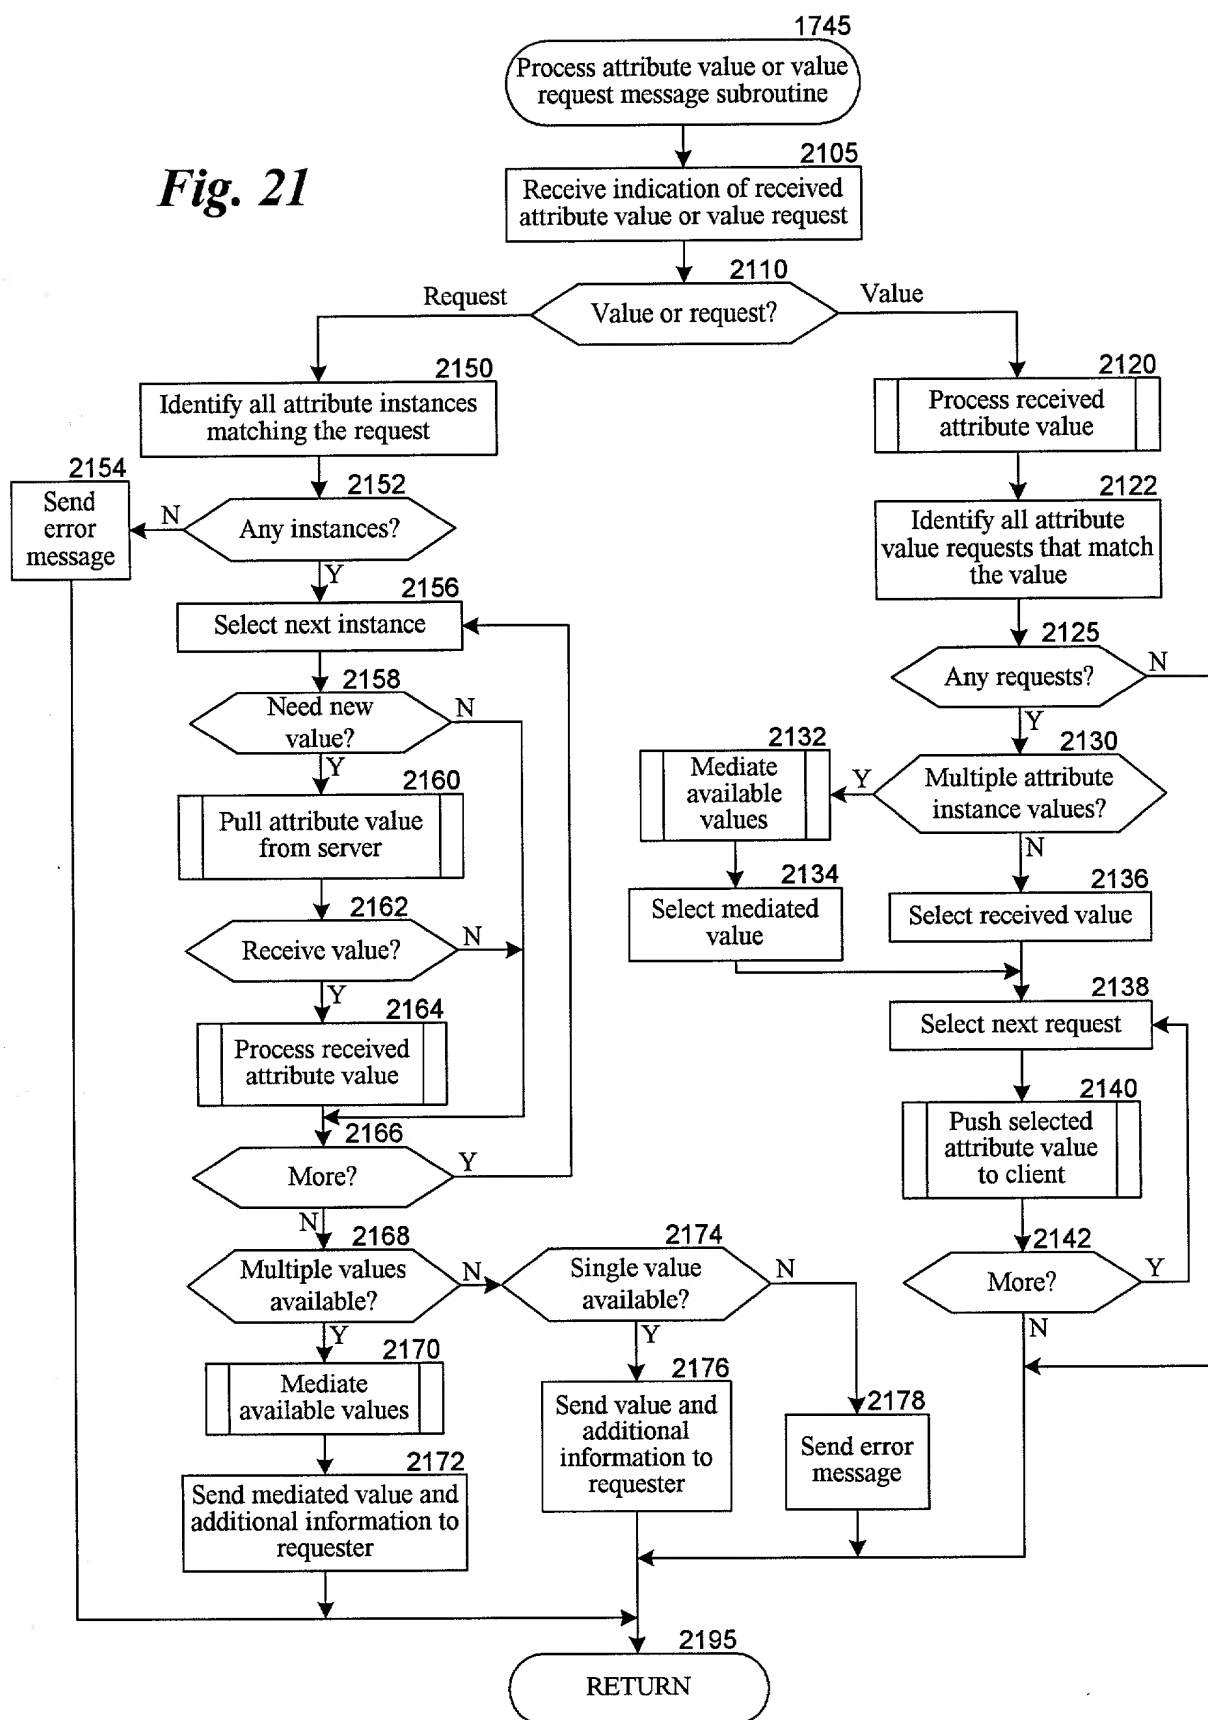 1745
Process attribute value or value
request message subroutine
Fig. 21
2105
Receive indication of received
attribute value or value request
2110
Request
Value or request?
Value
2150
Identify all attribute instances
matching the request
2154
Send
error
message
2152
N
Any instances?
Y
2156
Select next instance
2158
Need new
value?
N
Y
2160
Pull attribute value
from server
2162
Receive value?
N
Y
2164
Process received
attribute value
2166
More?
Y
N
2168
Multiple values
available?
N
Y
2170
Mediate
available values
2172
Send mediated value and
additional information to
requester
2174
Single value
available?
N
Y
2176
Send value and
additional
information to
requester
2178
Send error
message
2120
Process received
attribute value
2122
Identify all attribute
value requests that match
the value
2125
Any requests?
N
Y
2130
Multiple attribute
instance values?
Y
N
2132
Mediate
available
values
2134
Select mediated
value
2136
Select received value
2138
Select next request
2140
Push selected
attribute value
to client
2142
More?
Y
N
2195
RETURN